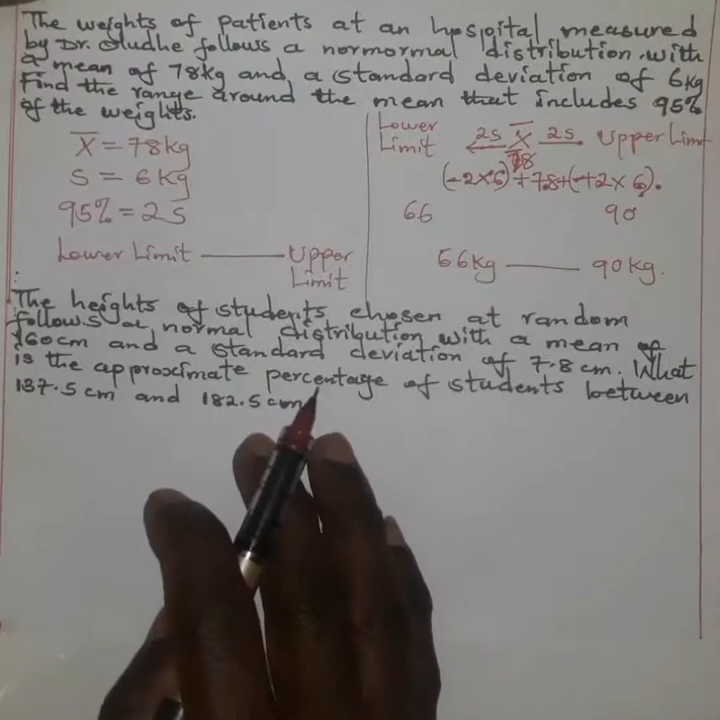 The weights of patients at an hospital measured
by Dr. Oludhe follows a normormal distribution with
a mean of 78kg and a standard deviation of 6kg
Find the range around the mean that includes 95%
of the weights.
X̄ = 78kg
S = 6kg
95% = 2s
Lower Limit ——— Upper
Limit
Lower
Limit
2s X̄ 2s Upper Limit
78
(-2×6)+78+(+2×6).
66 90
66kg ——— 90kg.
The heights of students chosen at random
follows a normal distribution with a mean of
160cm and a standard deviation of 7.8cm. What
is the approximate percentage of students between
137.5cm and 182.5cm